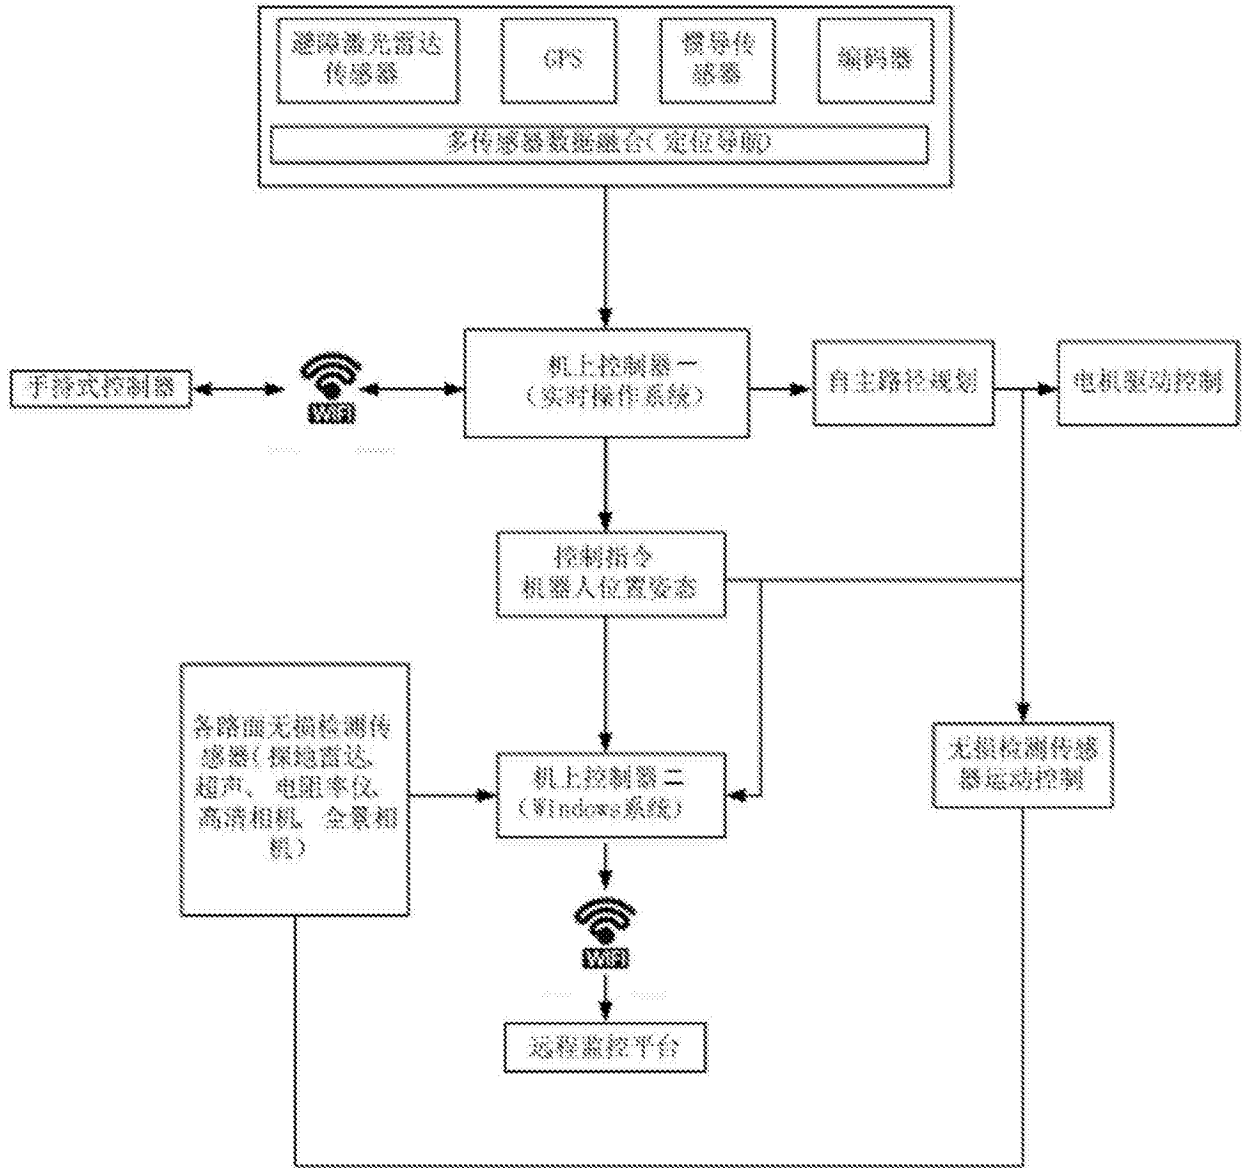 避障激光雷达
传感器
GPS
惯导传
感器
编码器
多传感器数据融合(定位导航)
手持式控制器
WiFi
机上控制器一
(实时操作系统)
自主路径规划
电机驱动控制
控制指令
机器人位置姿态
各路面无损检测传
感器(探地雷达、
超声、电阻率仪、
高清相机、全景相
机)
机上控制器二
(Windows系统)
无损检测传感
器运动控制
WiFi
远程监控平台